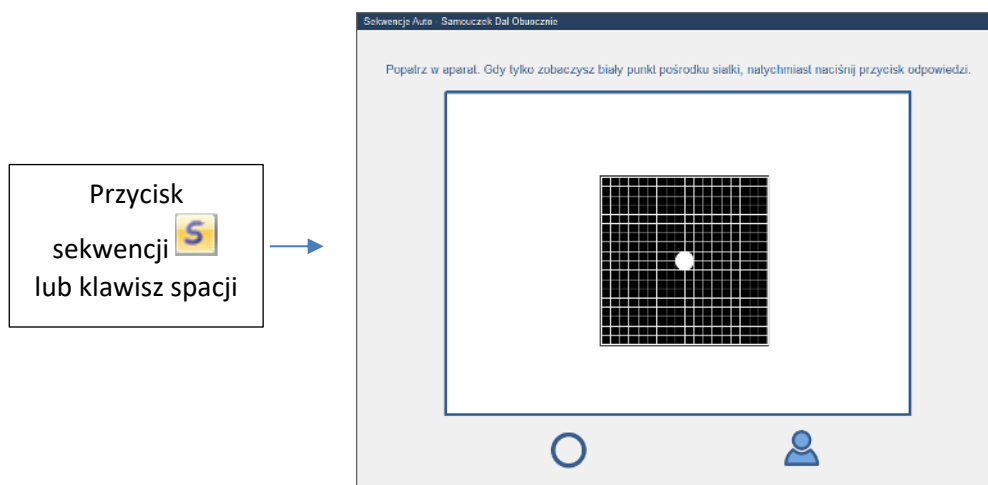 Sekwencje Auto - Samouczek Dal Obuocznie
Popatrz w aparat. Gdy tylko zobaczysz biały punkt pośrodku siatki, natychmiast naciśnij przycisk odpowiedzi.
Przycisk
sekwencji S
lub klawisz spacji